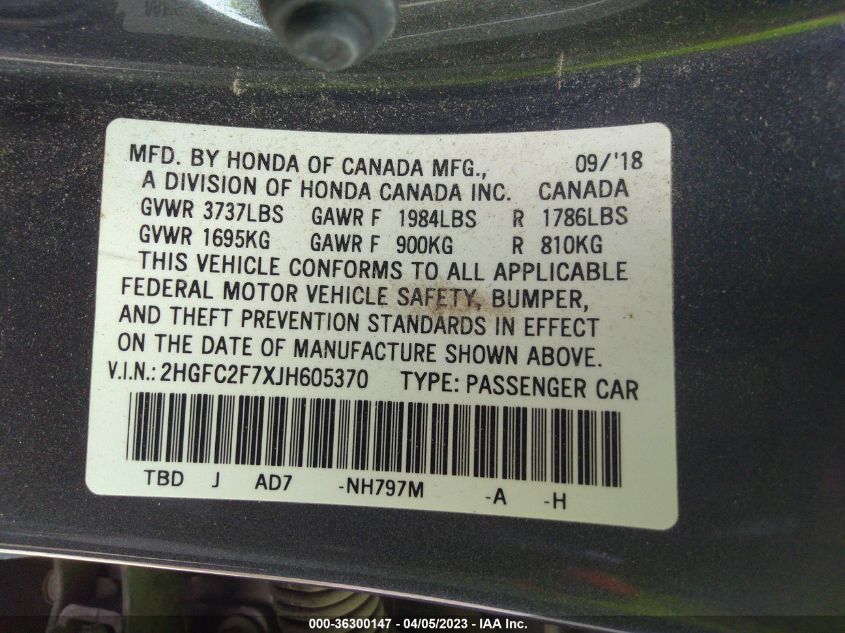 MFD. BY HONDA OF CANADA MFG., 09/'18
A DIVISION OF HONDA CANADA INC. CANADA
GVWR 3737LBS GAWR F 1984LBS R 1786LBS
GVWR 1695KG GAWR F 900KG R 810KG
THIS VEHICLE CONFORMS TO ALL APPLICABLE
FEDERAL MOTOR VEHICLE SAFETY, BUMPER,
AND THEFT PREVENTION STANDARDS IN EFFECT
ON THE DATE OF MANUFACTURE SHOWN ABOVE.
V.I.N.: 2HGFC2F7XJH605370 TYPE: PASSENGER CAR
TBD J AD7 -NH797M -A -H
000-36300147 - 04/05/2023 - IAA Inc.